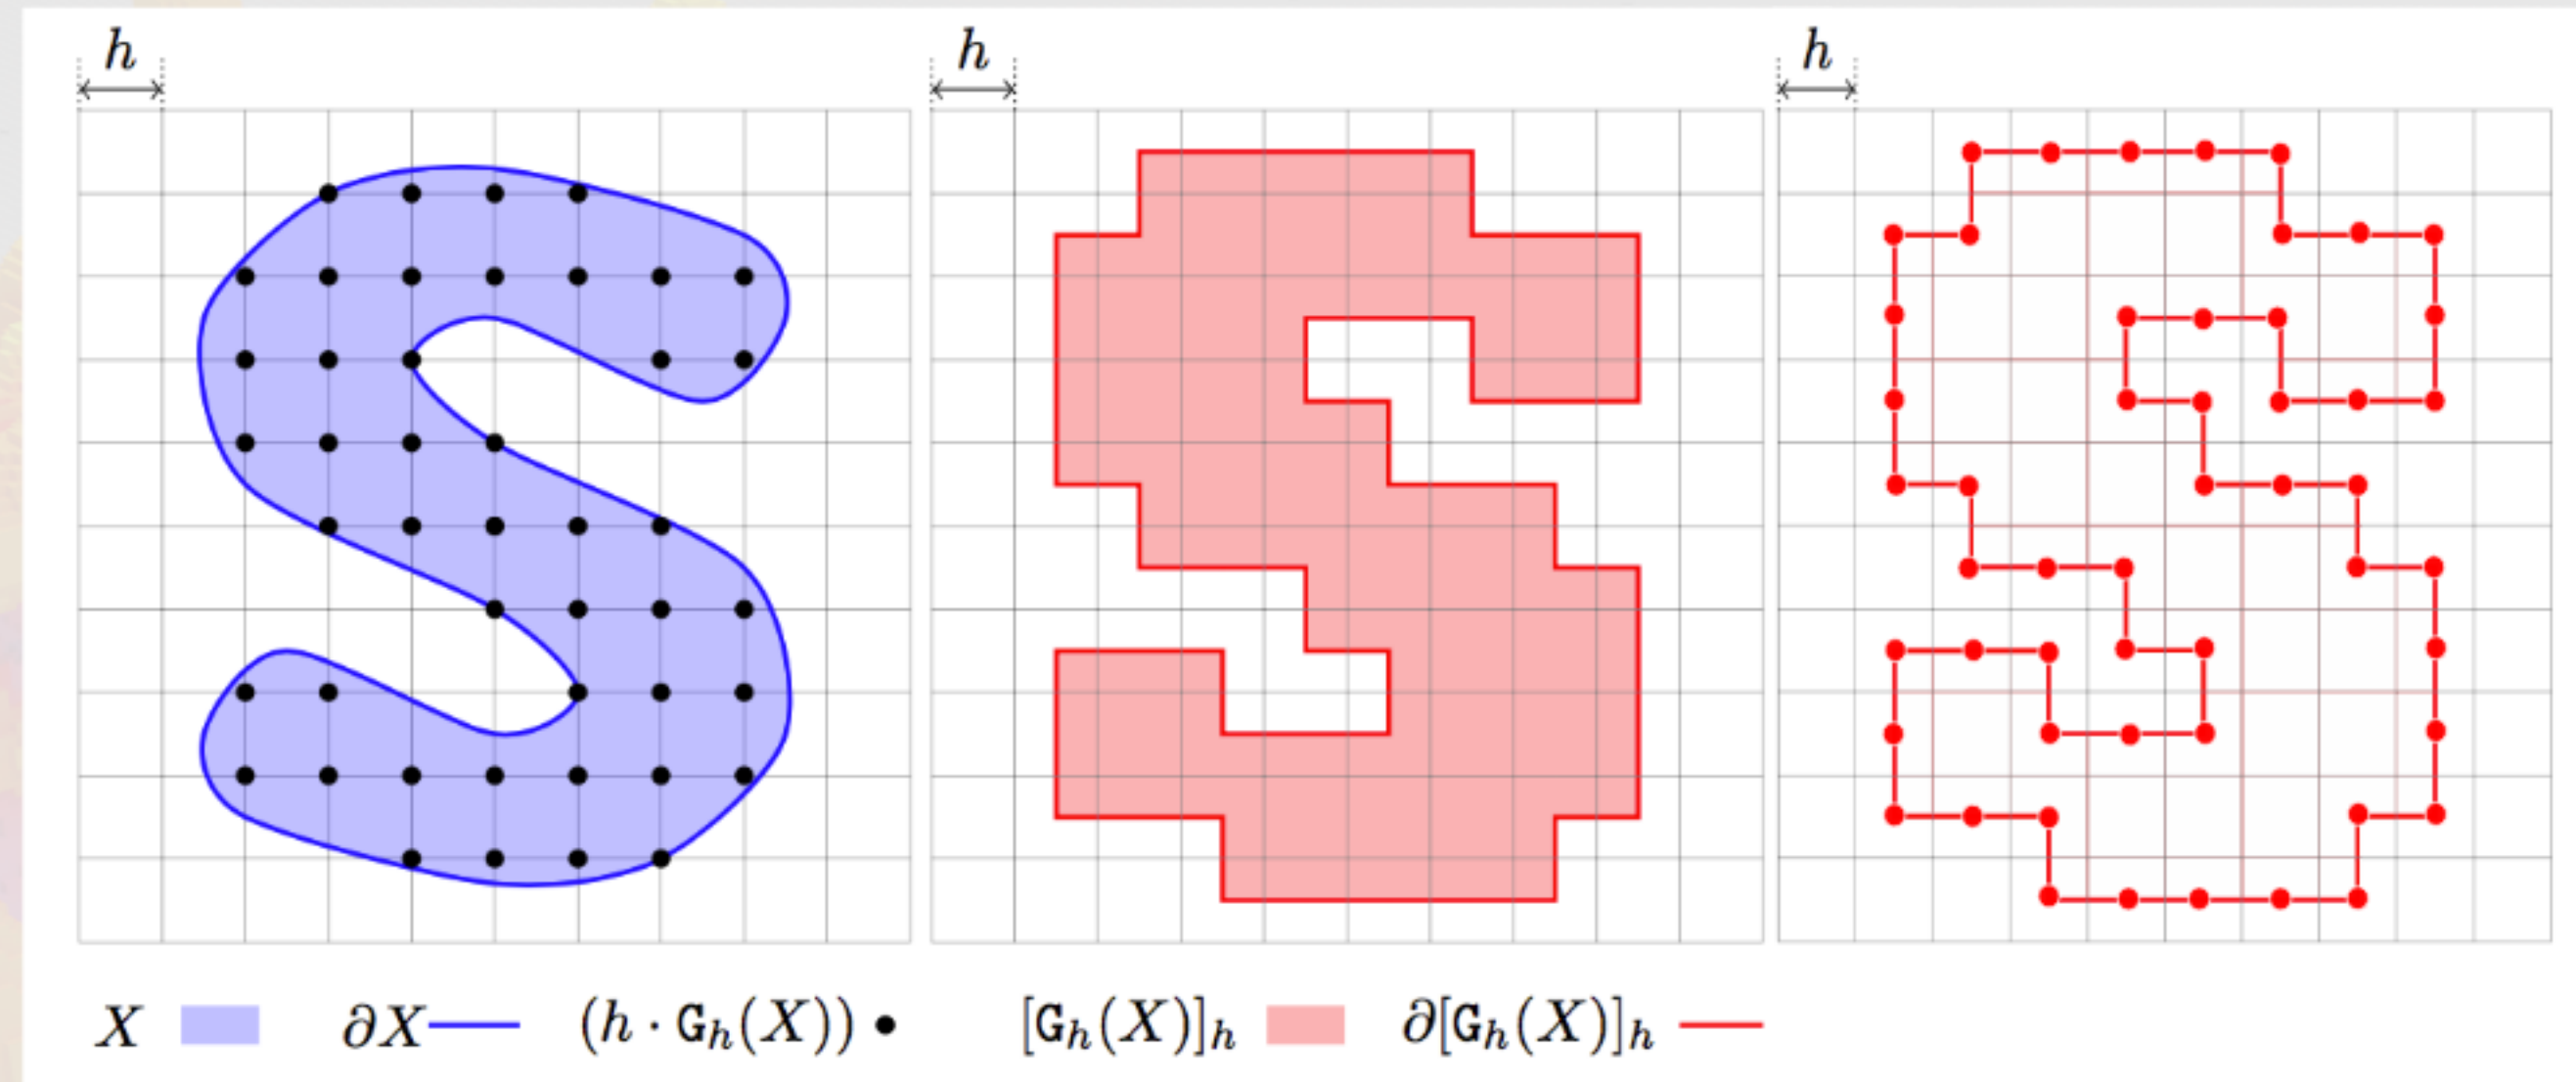 h h h
X ∂X (h · G_h(X)) [G_h(X)]_h ∂[G_h(X)]_h